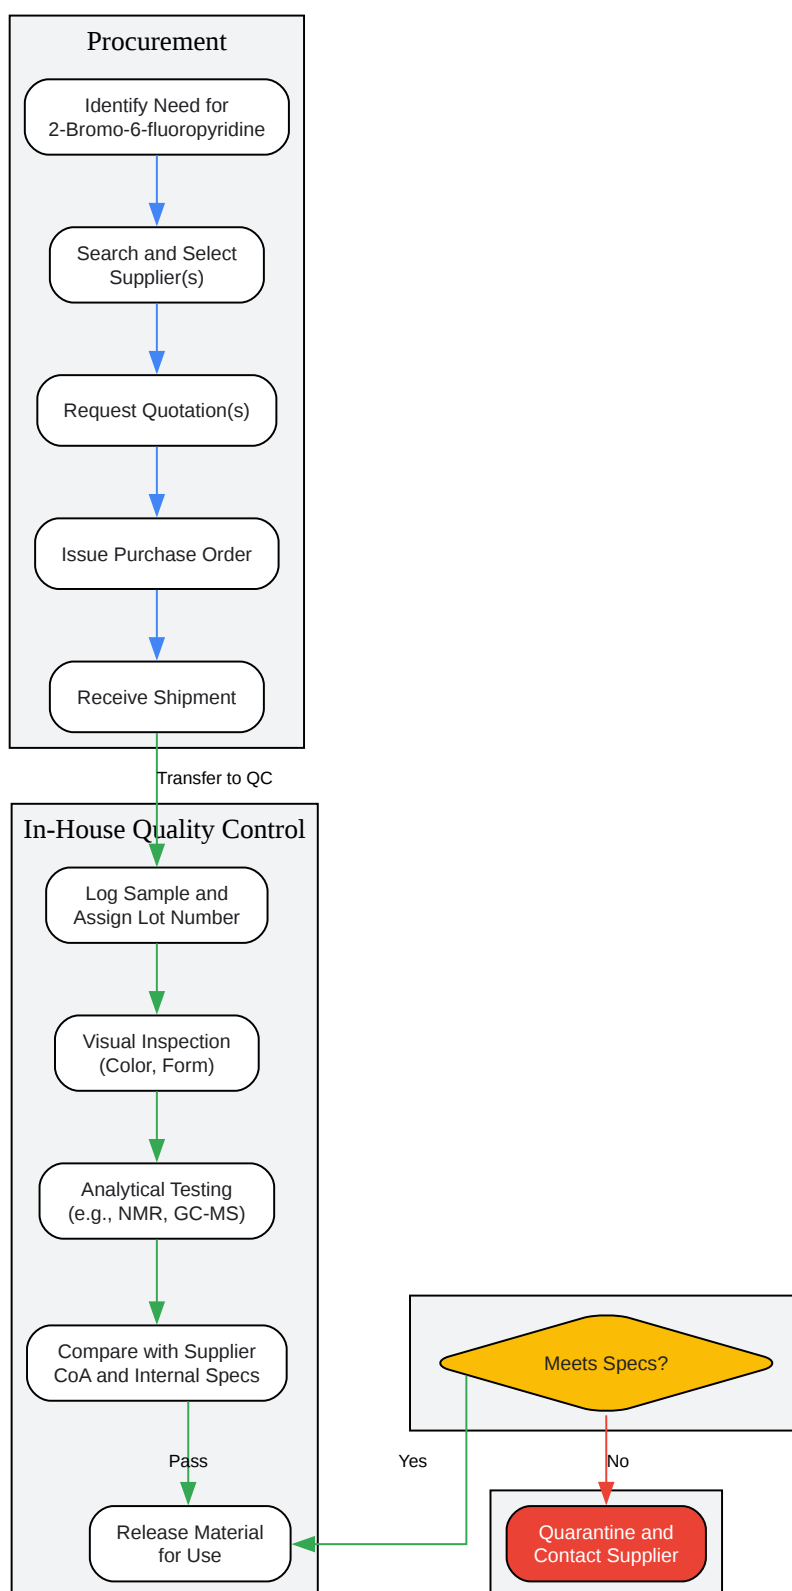 Procurement
Identify Need for
2-Bromo-6-fluoropyridine
Search and Select
Supplier(s)
Request Quotation(s)
Issue Purchase Order
Receive Shipment
Transfer to QC
In-House Quality Control
Log Sample and
Assign Lot Number
Visual Inspection
(Color, Form)
Analytical Testing
(e.g., NMR, GC-MS)
Compare with Supplier
CoA and Internal Specs
Meets Specs?
Pass
Yes
No
Release Material
for Use
Quarantine and
Contact Supplier